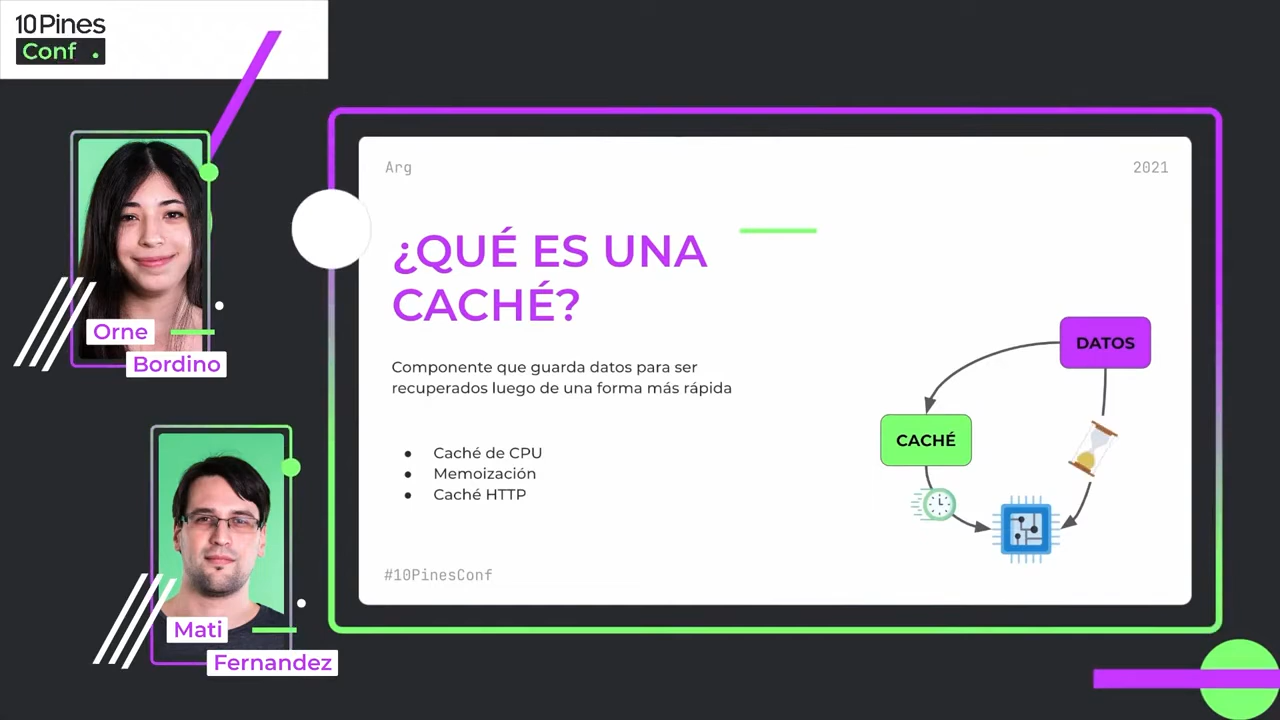 10Pines
Conf
Orne
Bordino
Mati
Fernandez
Arg
2021
¿QUÉ ES UNA
CACHÉ?
Componente que guarda datos para ser
recuperados luego de una forma más rápida
● Caché de CPU
● Memoización
● Caché HTTP
DATOS
CACHÉ
#10PinesConf